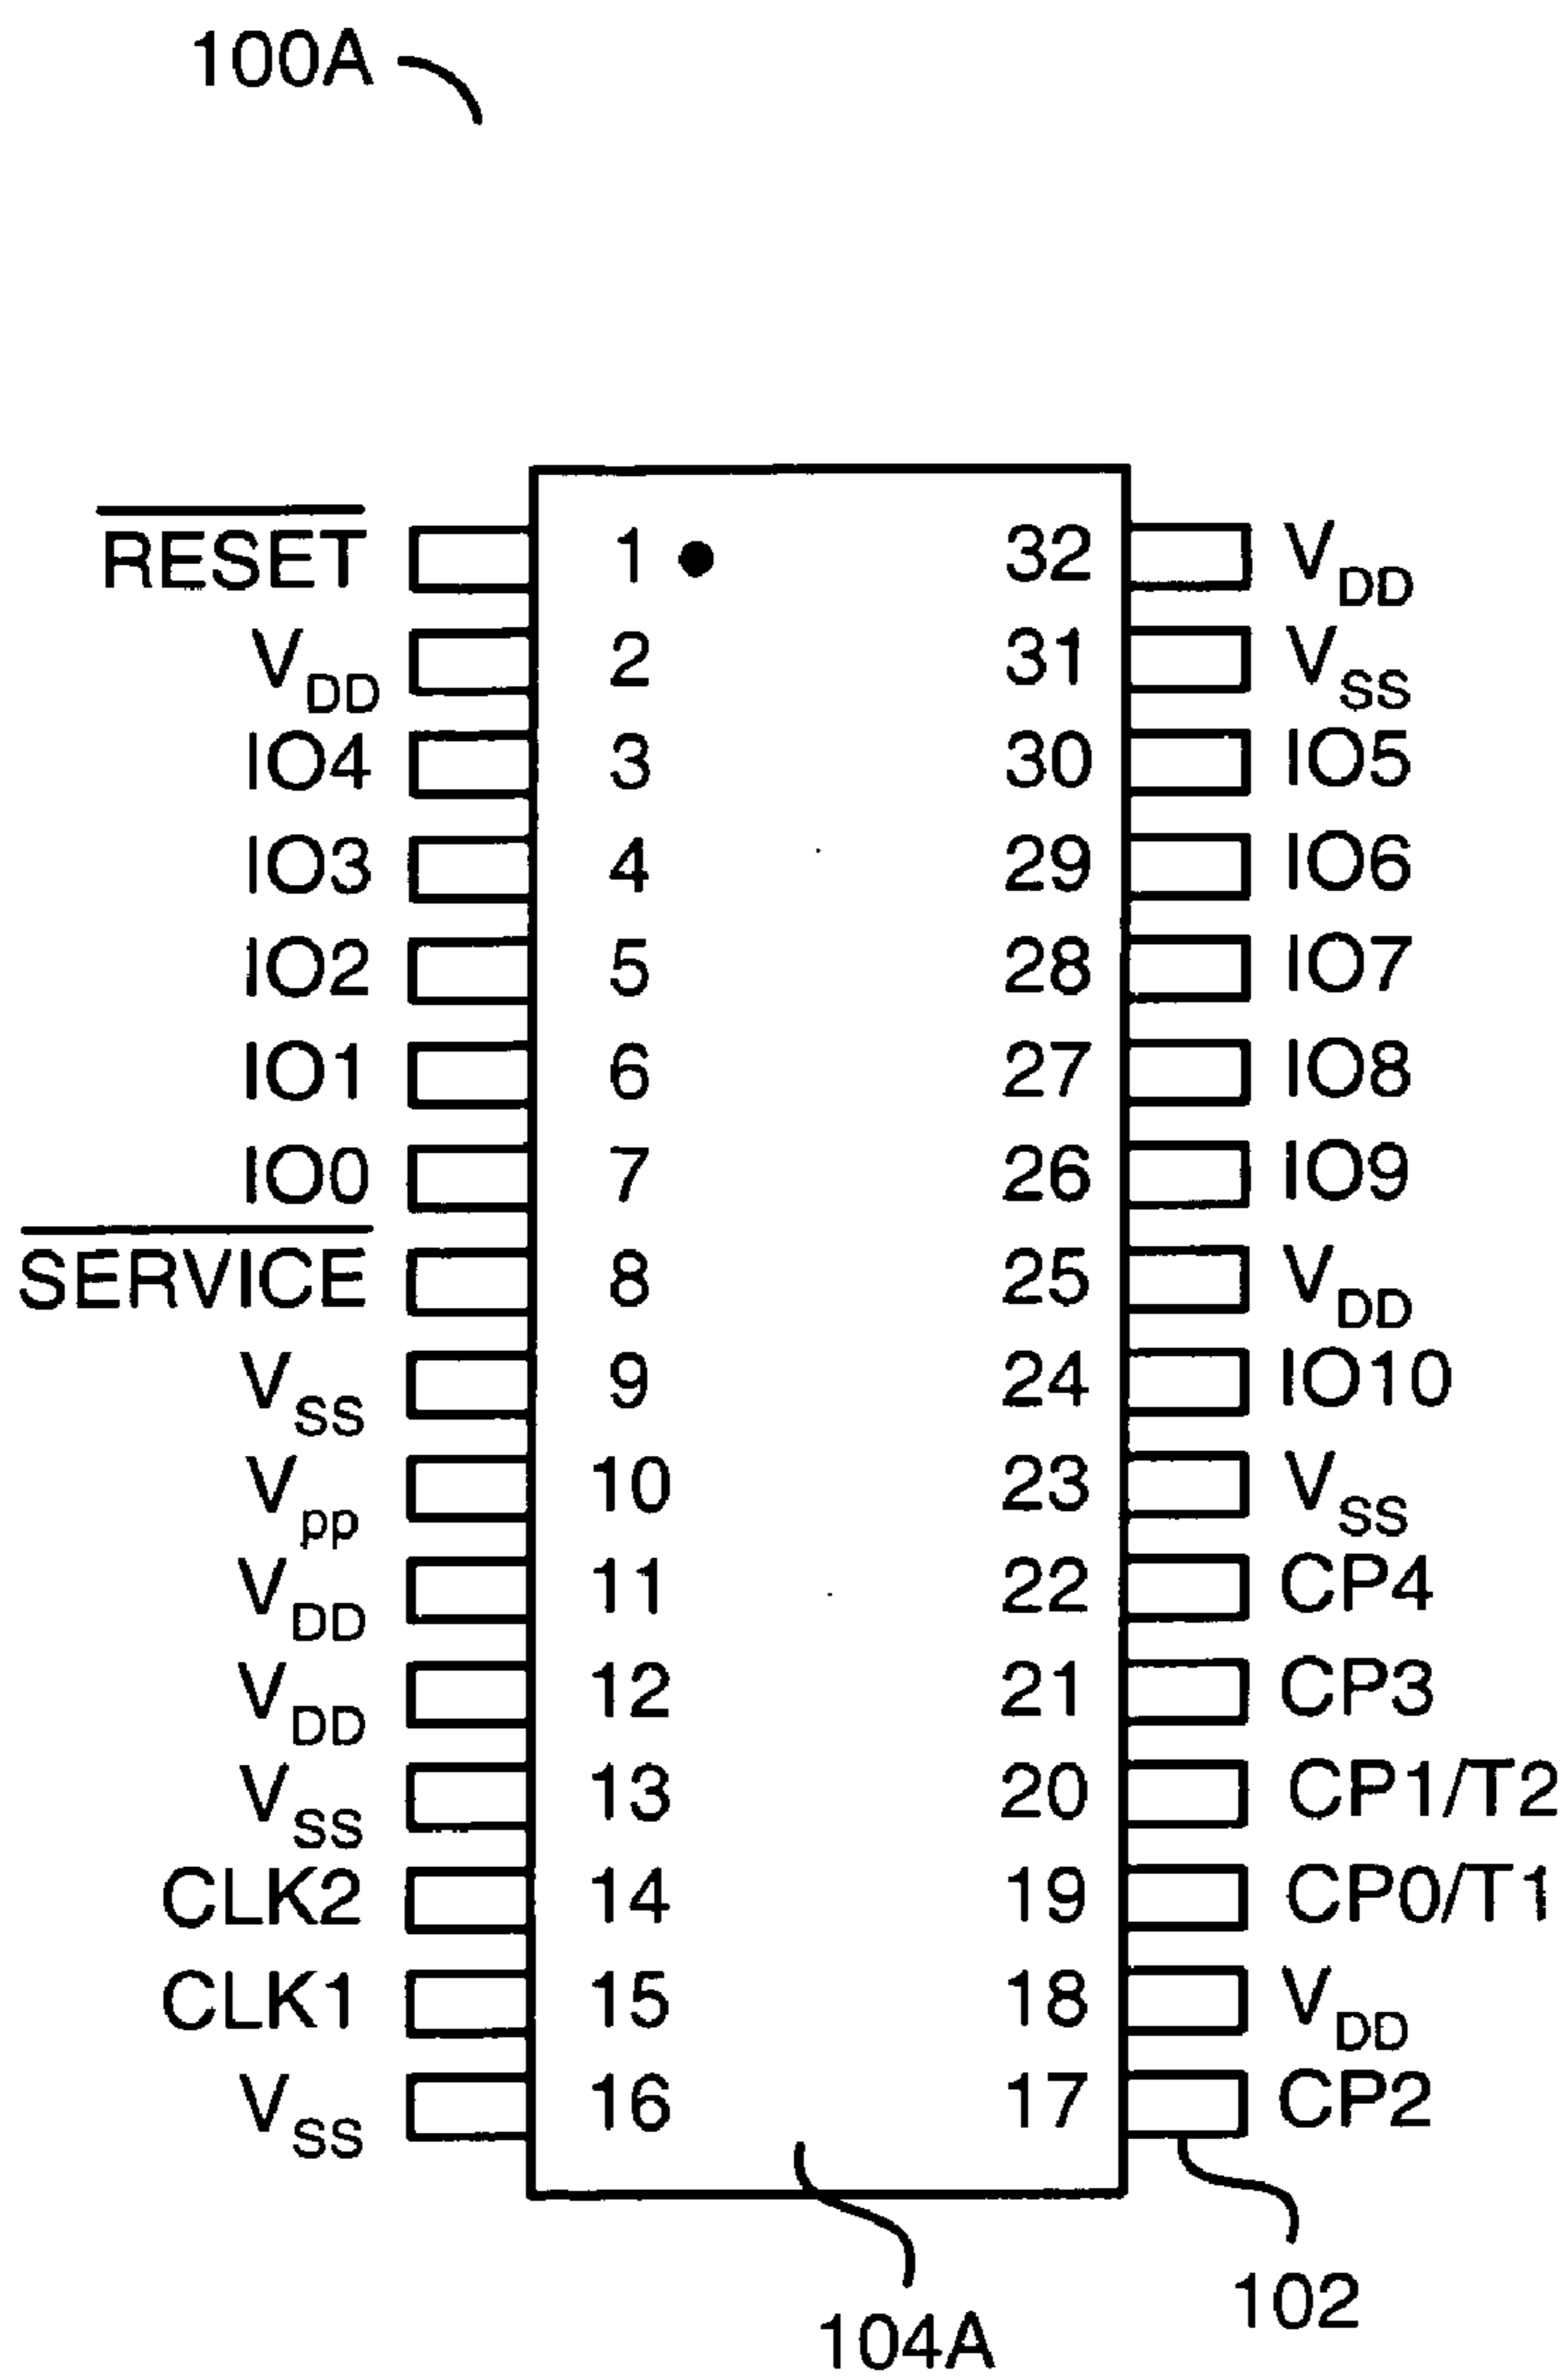 100A
RESET 1 32 VDD
VDD 2 31 VSS
IO4 3 30 IO5
IO3 4 29 IO6
IO2 5 28 IO7
IO1 6 27 IO8
IO0 7 26 IO9
SERVICE 8 25 VDD
VSS 9 24 IO10
Vpp 10 23 VSS
VDD 11 22 CP4
VDD 12 21 CP3
VSS 13 20 CP1/T2
CLK2 14 19 CP0/T1
CLK1 15 18 VDD
VSS 16 17 CP2
102
104A